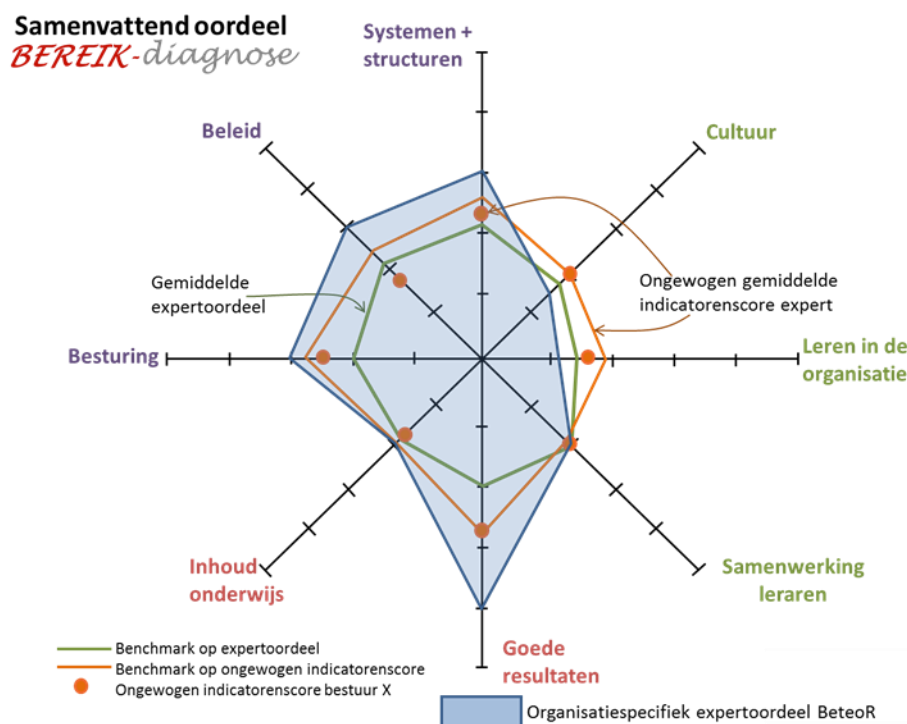 Samenvattend oordeel
BEREIK-diagnose
Systemen +
structuren
Beleid
Cultuur
Gemiddelde
expertoordeel
Ongewogen gemiddelde
indicatorenscore expert
Besturing
Leren in de
organisatie
Inhoud
onderwijs
Samenwerking
leraren
Goede
resultaten
Benchmark op expertoordeel
Benchmark op ongewogen indicatorenscore
Ongewogen indicatorenscore bestuur X
Organisatiespecifiek expertoordeel BeteoR